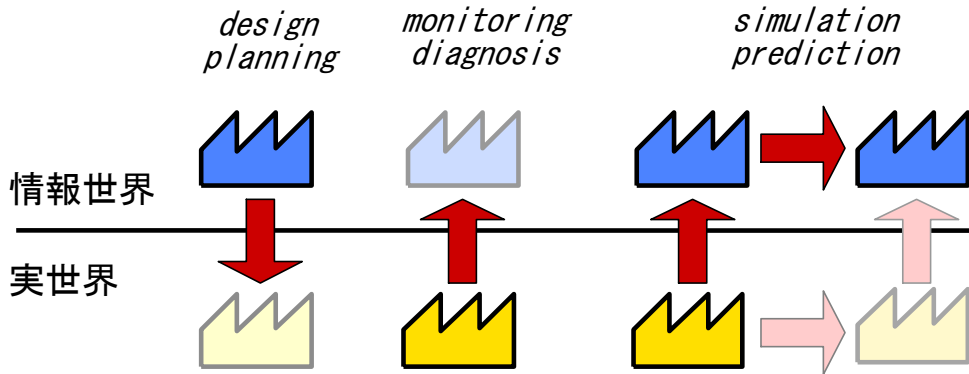 design
planning
monitoring
diagnosis
simulation
prediction
情報世界
実世界